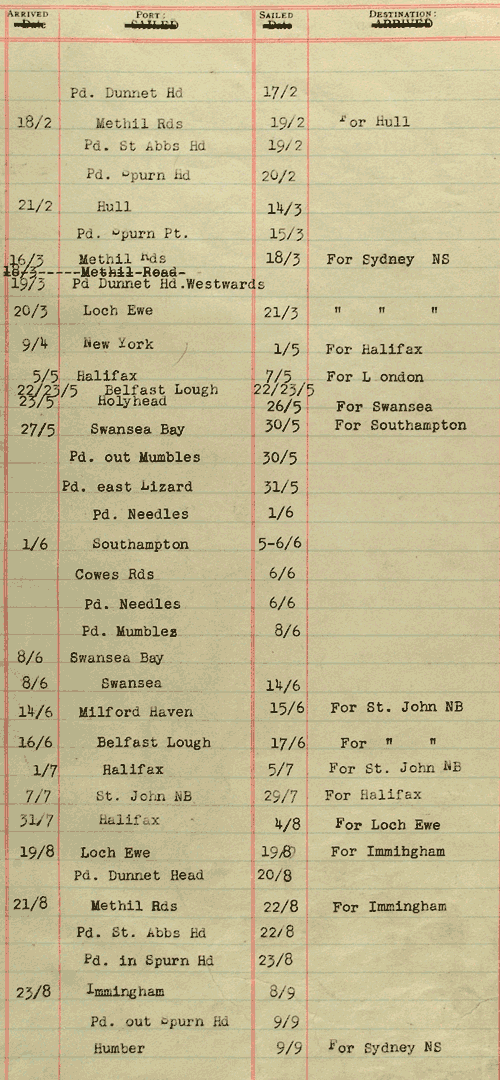 ARRIVED PORT: SAILED DESTINATION:
Date SAILED Date ARRIVED
Pd. Dunnet Hd 17/2
18/2 Methil Rds 19/2 For Hull
Pd. St Abbs Hd 19/2
Pd. Spurn Hd 20/2
21/2 Hull 14/3
Pd. Spurn Pt. 15/3
16/3 Methil Rds 18/3 For Sydney NS
18/3-----Methil Road-
19/3 Pd Dunnet Hd.Westwards
20/3 Loch Ewe 21/3 " " "
9/4 New York 1/5 For Halifax
5/5 Halifax 7/5 For L ondon
22/23/5 Belfast Lough 22/23/5
23/5 Holyhead 26/5 For Swansea
27/5 Swansea Bay 30/5 For Southampton
Pd. out Mumbles 30/5
Pd. east Lizard 31/5
Pd. Needles 1/6
1/6 Southampton 5-6/6
Cowes Rds 6/6
Pd. Needles 6/6
Pd. Mumbles 8/6
8/6 Swansea Bay
8/6 Swansea 14/6
14/6 Milford Haven 15/6 For St. John NB
16/6 Belfast Lough 17/6 For " "
1/7 Halifax 5/7 For St. John NB
7/7 St. John NB 29/7 For Halifax
31/7 Halifax 4/8 For Loch Ewe
19/8 Loch Ewe 19/8 For Immihgham
Pd. Dunnet Head 20/8
21/8 Methil Rds 22/8 For Immingham
Pd. St. Abbs Hd 22/8
Pd. in Spurn Hd 23/8
23/8 Immingham 8/9
Pd. out Spurn Hd 9/9
Humber 9/9 For Sydney NS